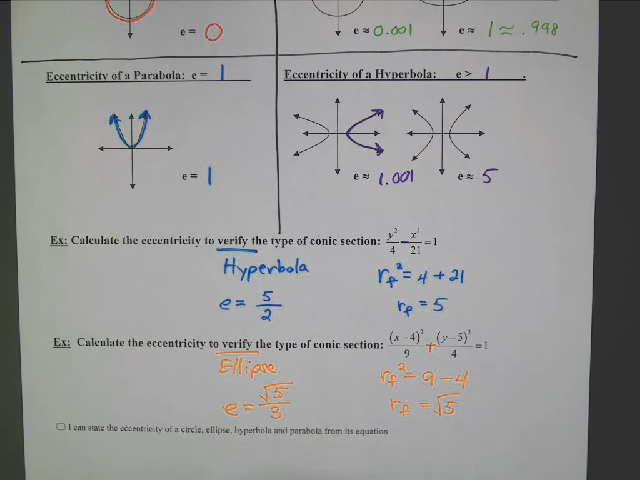 e = 0
e ≈ 0.001
e ≈ 1 ≈ .998
Eccentricity of a Parabola: e = 1
Eccentricity of a Hyperbola: e > 1.
e = 1
e ≈ 1.001
e ≈ 5
Ex: Calculate the eccentricity to verify the type of conic section: y²/4 − x²/21 = 1
Hyperbola
r_f² = 4 + 21
e = 5/2
r_f = 5
Ex: Calculate the eccentricity to verify the type of conic section: (x−4)²/9 + (y−5)²/4 = 1
Ellipse
r_f² = 9 − 4
e = √5/3
r_f = √5
I can state the eccentricity of a circle, ellipse, hyperbola and parabola from its equation